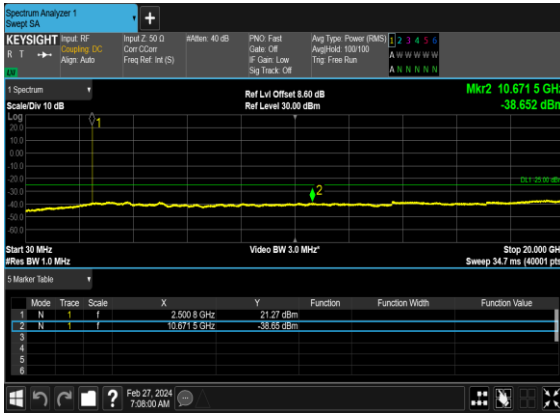 Spectrum Analyzer 1
Swept SA
+
KEYSIGHT
R T
Input: RF
Coupling: DC
Align: Auto
Input Z: 50 Ω
Corr CCorr
Freq Ref: Int (S)
#Atten: 40 dB
PNO: Fast
Gate: Off
IF Gain: Low
Sig Track: Off
Avg Type: Power (RMS)
Avg|Hold: 100/100
Trig: Free Run
1 2 3 4 5 6
A W W W W W
A N N N N N
1 Spectrum
Scale/Div 10 dB
Ref Lvl Offset 8.60 dB
Ref Level 30.00 dBm
Mkr2 10.671 5 GHz
-38.652 dBm
Log
20.0
10.0
0.00
-10.0
-20.0
-30.0
-40.0
-50.0
-60.0
1
2
DL1 -25.00 dBm
Start 30 MHz
#Res BW 1.0 MHz
Video BW 3.0 MHz*
Stop 20.000 GH
Sweep 34.7 ms (40001 pts
5 Marker Table
Mode Trace Scale X Y Function Function Width Function Value
1 N 1 f 2.500 8 GHz 21.27 dBm
2 N 1 f 10.671 5 GHz -38.65 dBm
3
4
5
6
?
Feb 27, 2024
7:08:00 AM